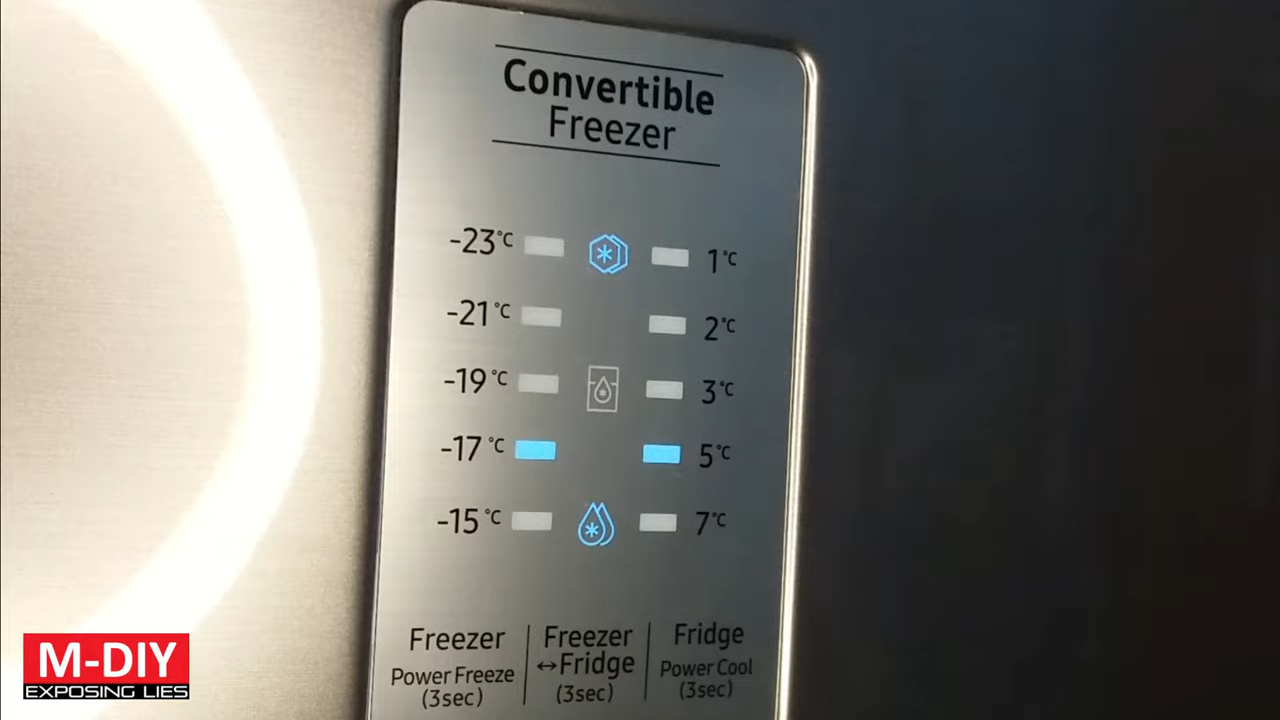 Convertible
Freezer
-23°C 1°C
-21°C 2°C
-19°C 3°C
-17°C 5°C
-15°C 7°C
Freezer
Power Freeze
(3sec)
Freezer
↔Fridge
(3sec)
Fridge
Power Cool
(3sec)
M-DIY
EXPOSING LIES